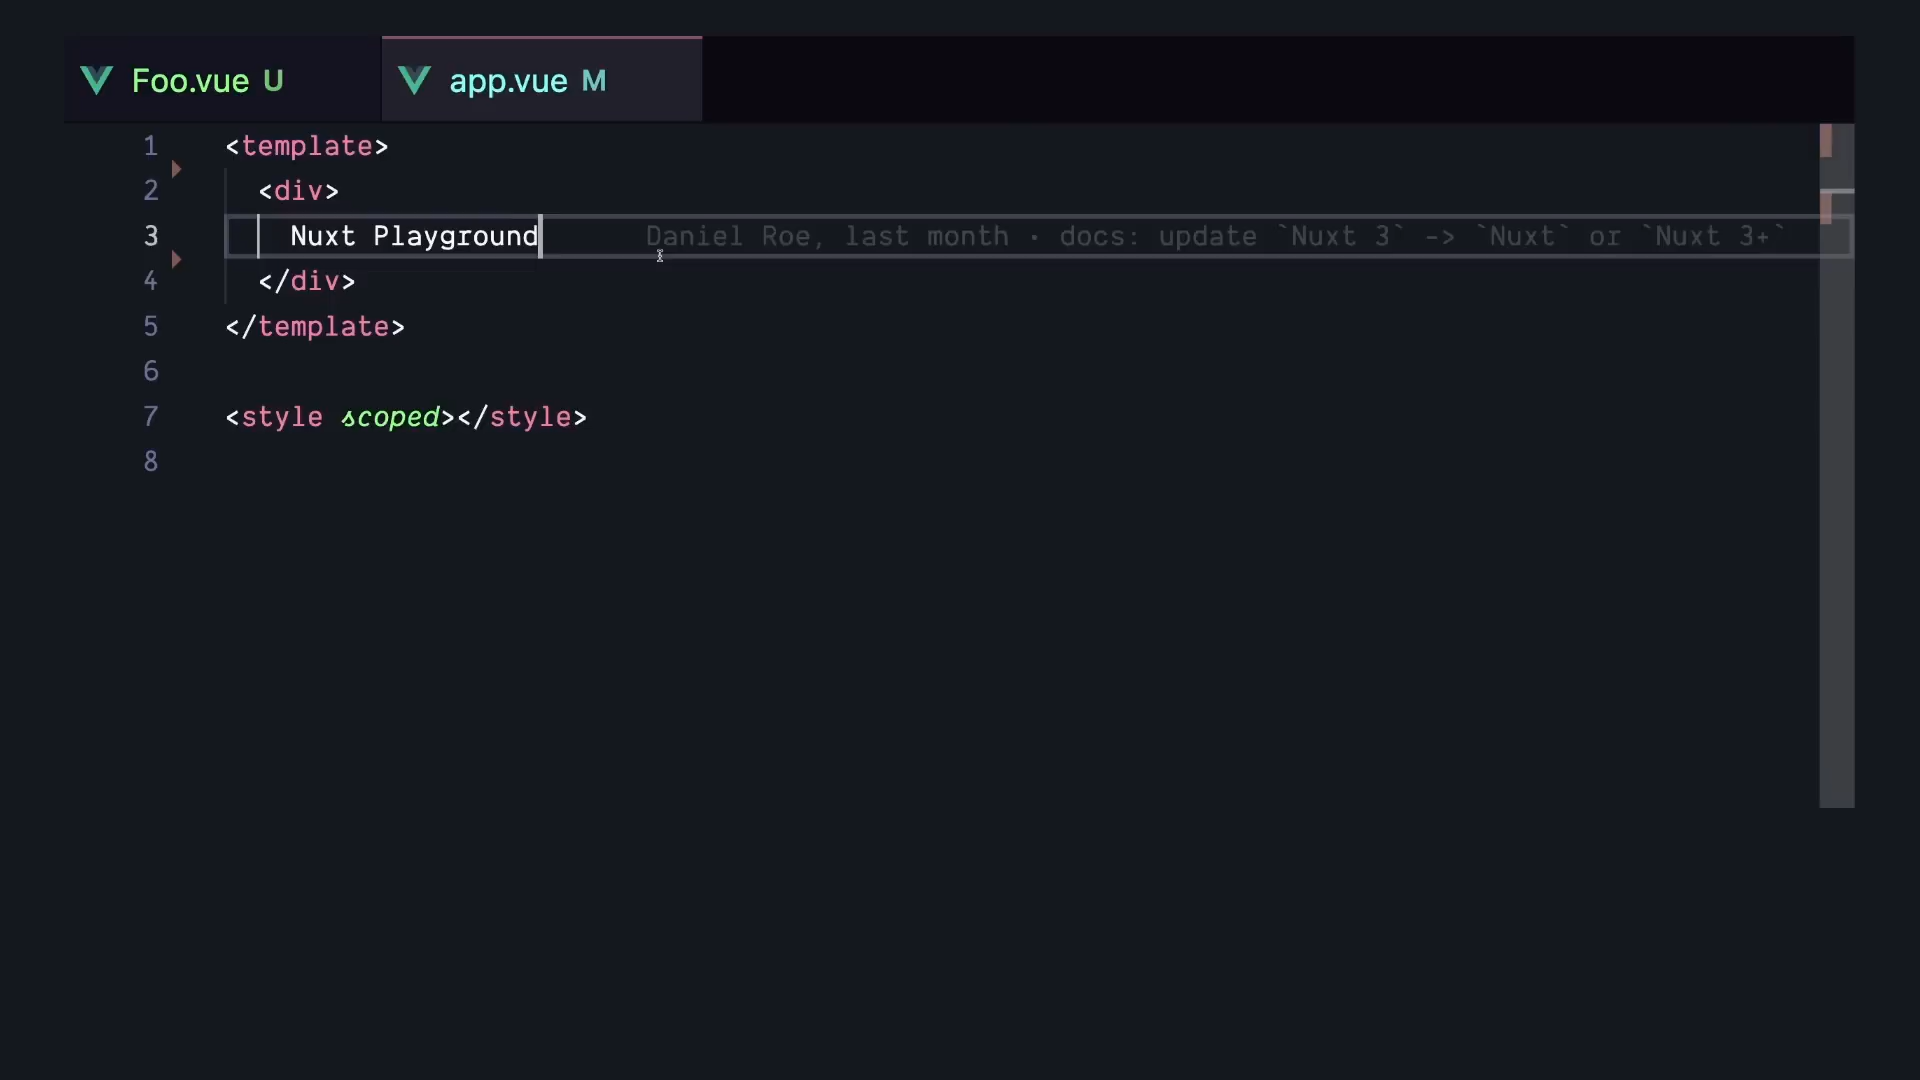 Foo.vue U
app.vue M
1 <template>
2 <div>
3 Nuxt Playground Daniel Roe, last month · docs: update `Nuxt 3` -> `Nuxt` or `Nuxt 3+`
4 </div>
5 </template>
6
7 <style scoped></style>
8